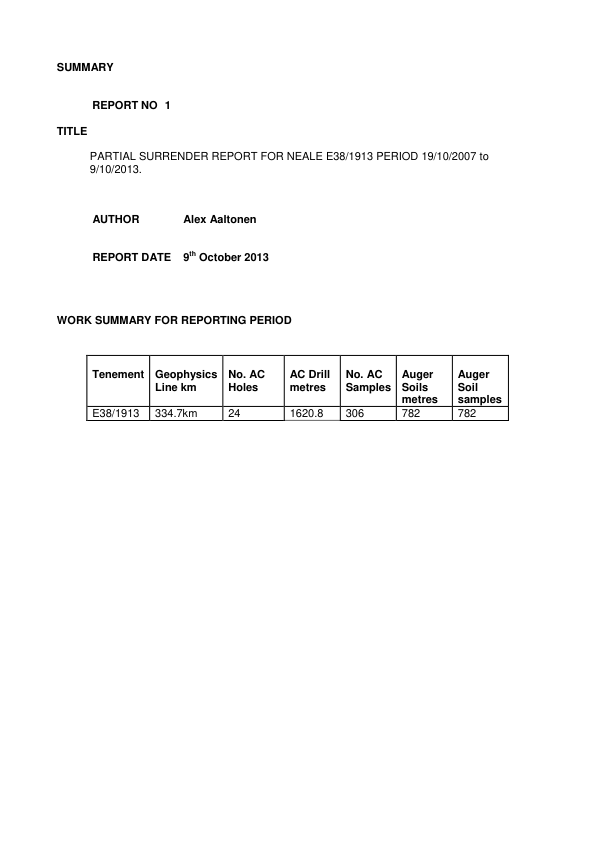 SUMMARY
REPORT NO 1
TITLE
PARTIAL SURRENDER REPORT FOR NEALE E38/1913 PERIOD 19/10/2007 to
9/10/2013.
AUTHOR Alex Aaltonen
REPORT DATE 9th October 2013
WORK SUMMARY FOR REPORTING PERIOD
Tenement Geophysics No. AC AC Drill No. AC Auger Auger
Line km Holes metres Samples Soils Soil
metres samples
E38/1913 334.7km 24 1620.8 306 782 782